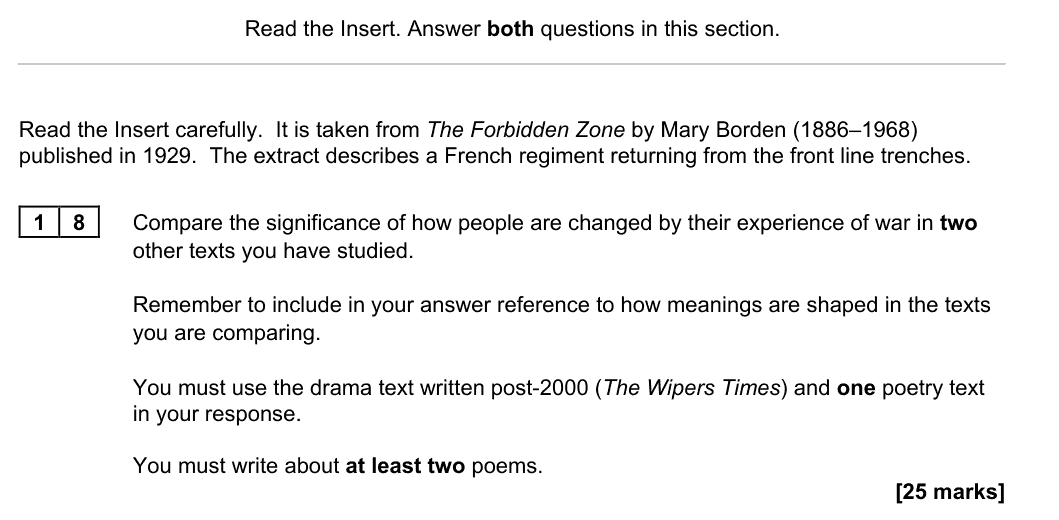 Read the Insert. Answer both questions in this section.
Read the Insert carefully.  It is taken from The Forbidden Zone by Mary Borden (1886–1968)
published in 1929.  The extract describes a French regiment returning from the front line trenches.
1 8 Compare the significance of how people are changed by their experience of war in two
other texts you have studied.
Remember to include in your answer reference to how meanings are shaped in the texts
you are comparing.
You must use the drama text written post-2000 (The Wipers Times) and one poetry text
in your response.
You must write about at least two poems.
[25 marks]